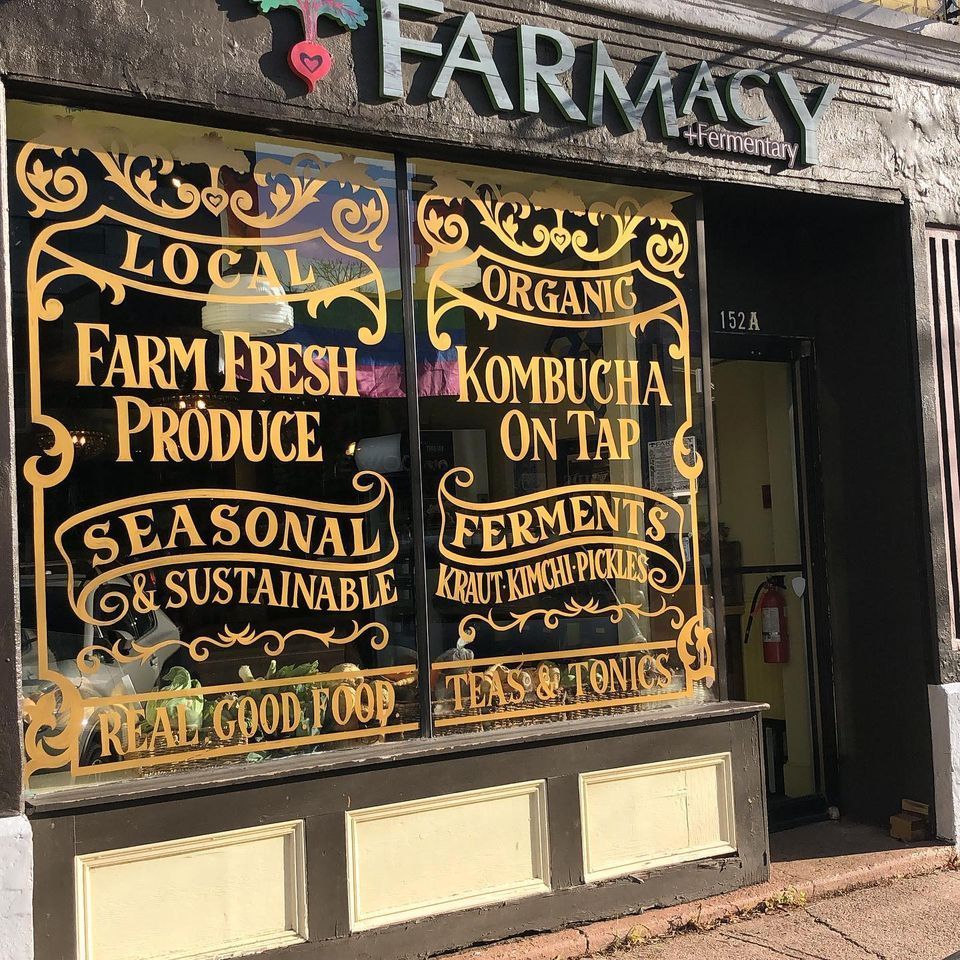 FARMACY
+Fermentary
LOCAL
FARM FRESH
PRODUCE
SEASONAL
& SUSTAINABLE
REAL GOOD FOOD
ORGANIC
KOMBUCHA
ON TAP
FERMENTS
KRAUT·KIMCHI·PICKLES
TEAS & TONICS
152A